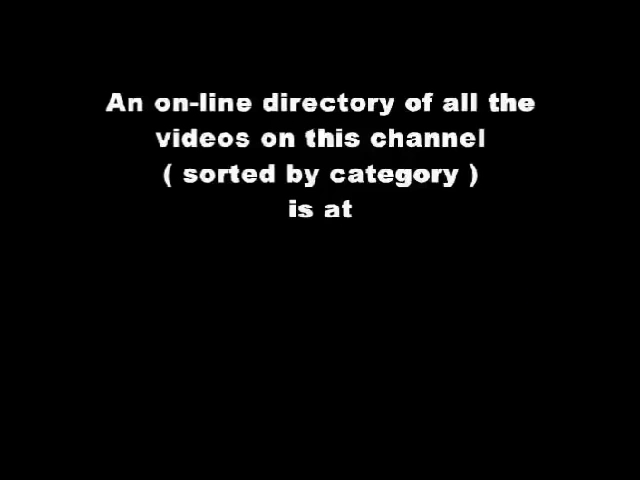 An on-line directory of all the
videos on this channel
( sorted by category )
is at